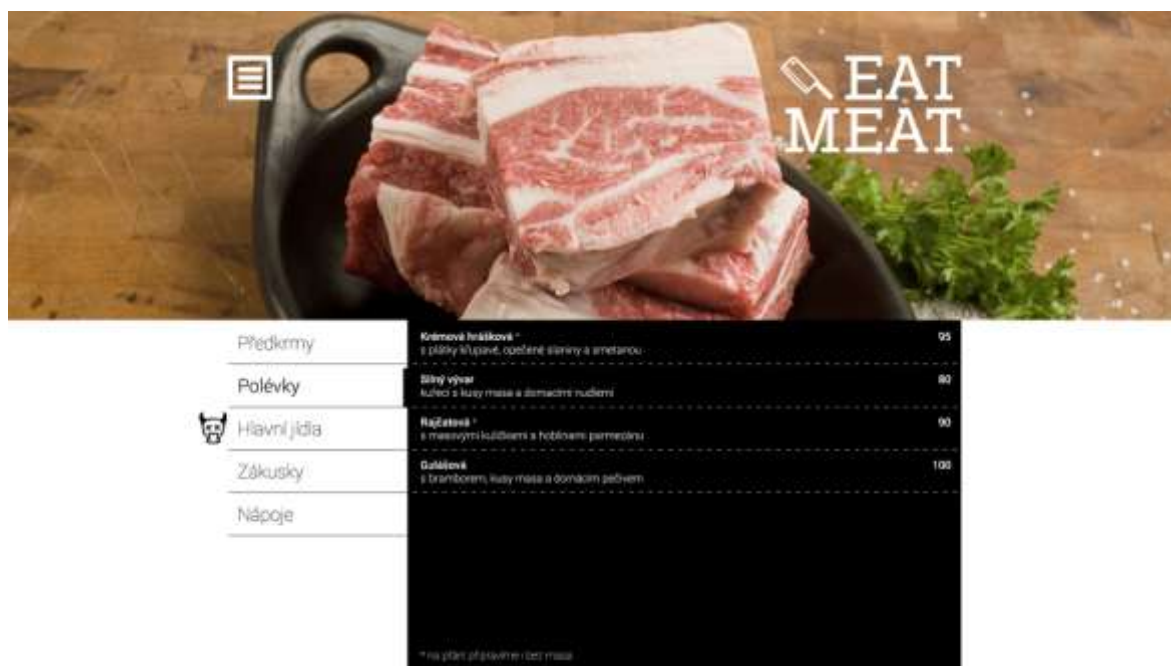 EAT
MEAT
Předkrmy
Polévky
Hlavní jídla
Zákusky
Nápoje
Krémová hrášková * 95
s plátky křupavé, opečené slaniny a smetanou
Silný vývar 80
kuřecí s kusy masa a domácími nudlemi
Rajčatová * 90
s masovými kuličkami a hoblinami parmezánu
Gulášová 100
s bramborem, kusy masa a domácím pečivem
* na přání připravíme i bez masa